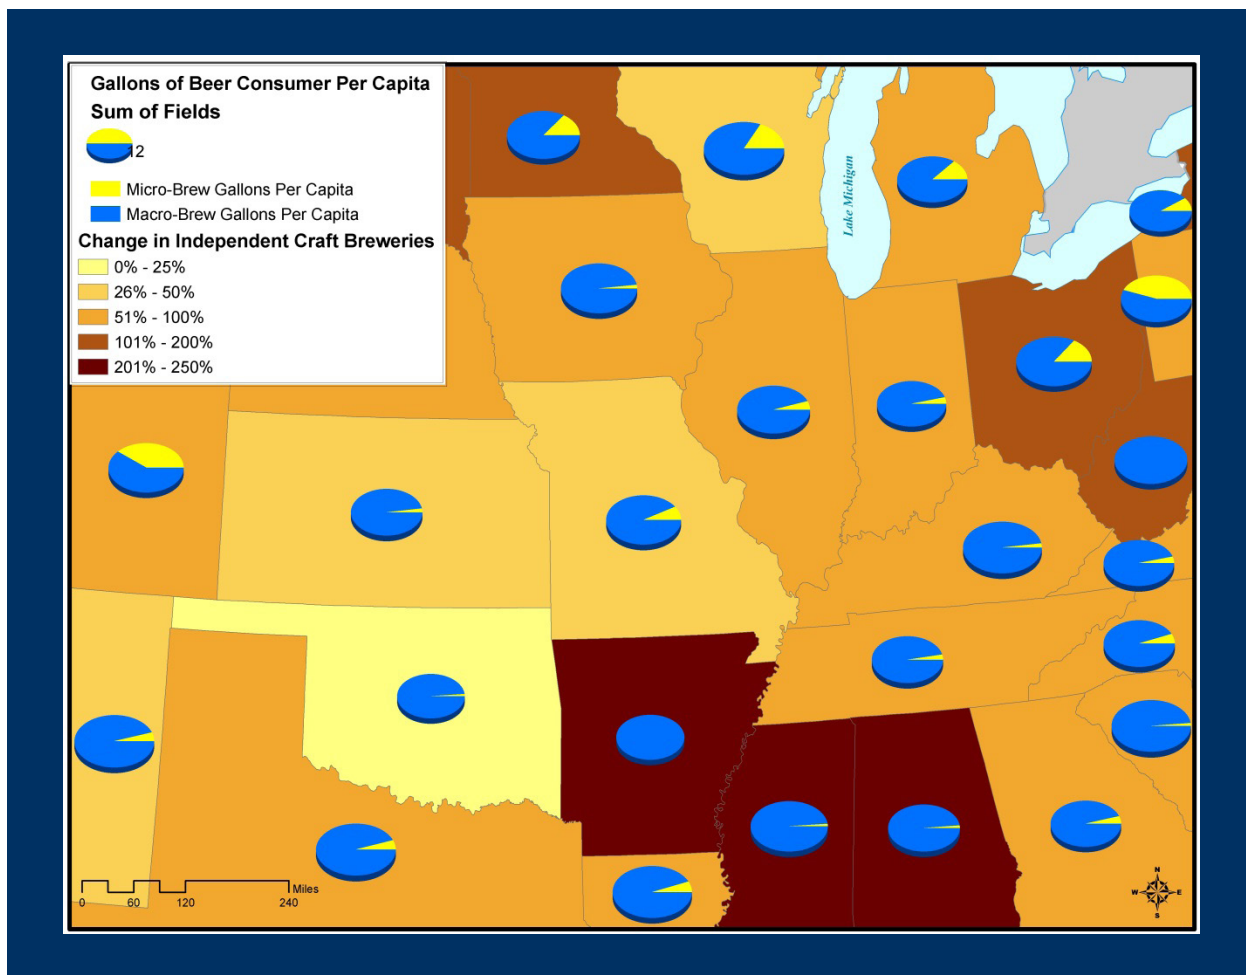 Gallons of Beer Consumer Per Capita
Sum of Fields
12
Micro-Brew Gallons Per Capita
Macro-Brew Gallons Per Capita
Change in Independent Craft Breweries
0% - 25%
26% - 50%
51% - 100%
101% - 200%
201% - 250%
Lake Michigan
Miles
0 60 120 240
N
W E
S